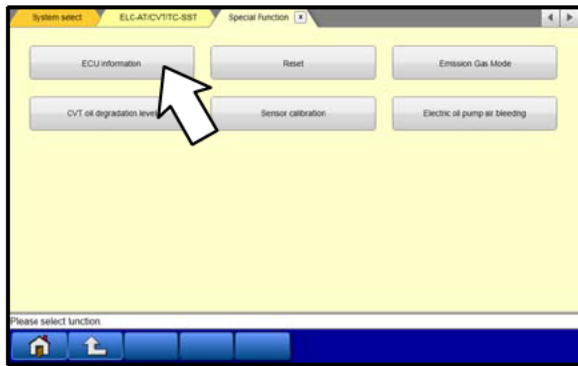 System select ELC-AT/CVT/TC-SST Special Function x
ECU information Reset Emission Gas Mode
CVT oil degradation level Sensor calibration Electric oil pump air bleeding
Please select function